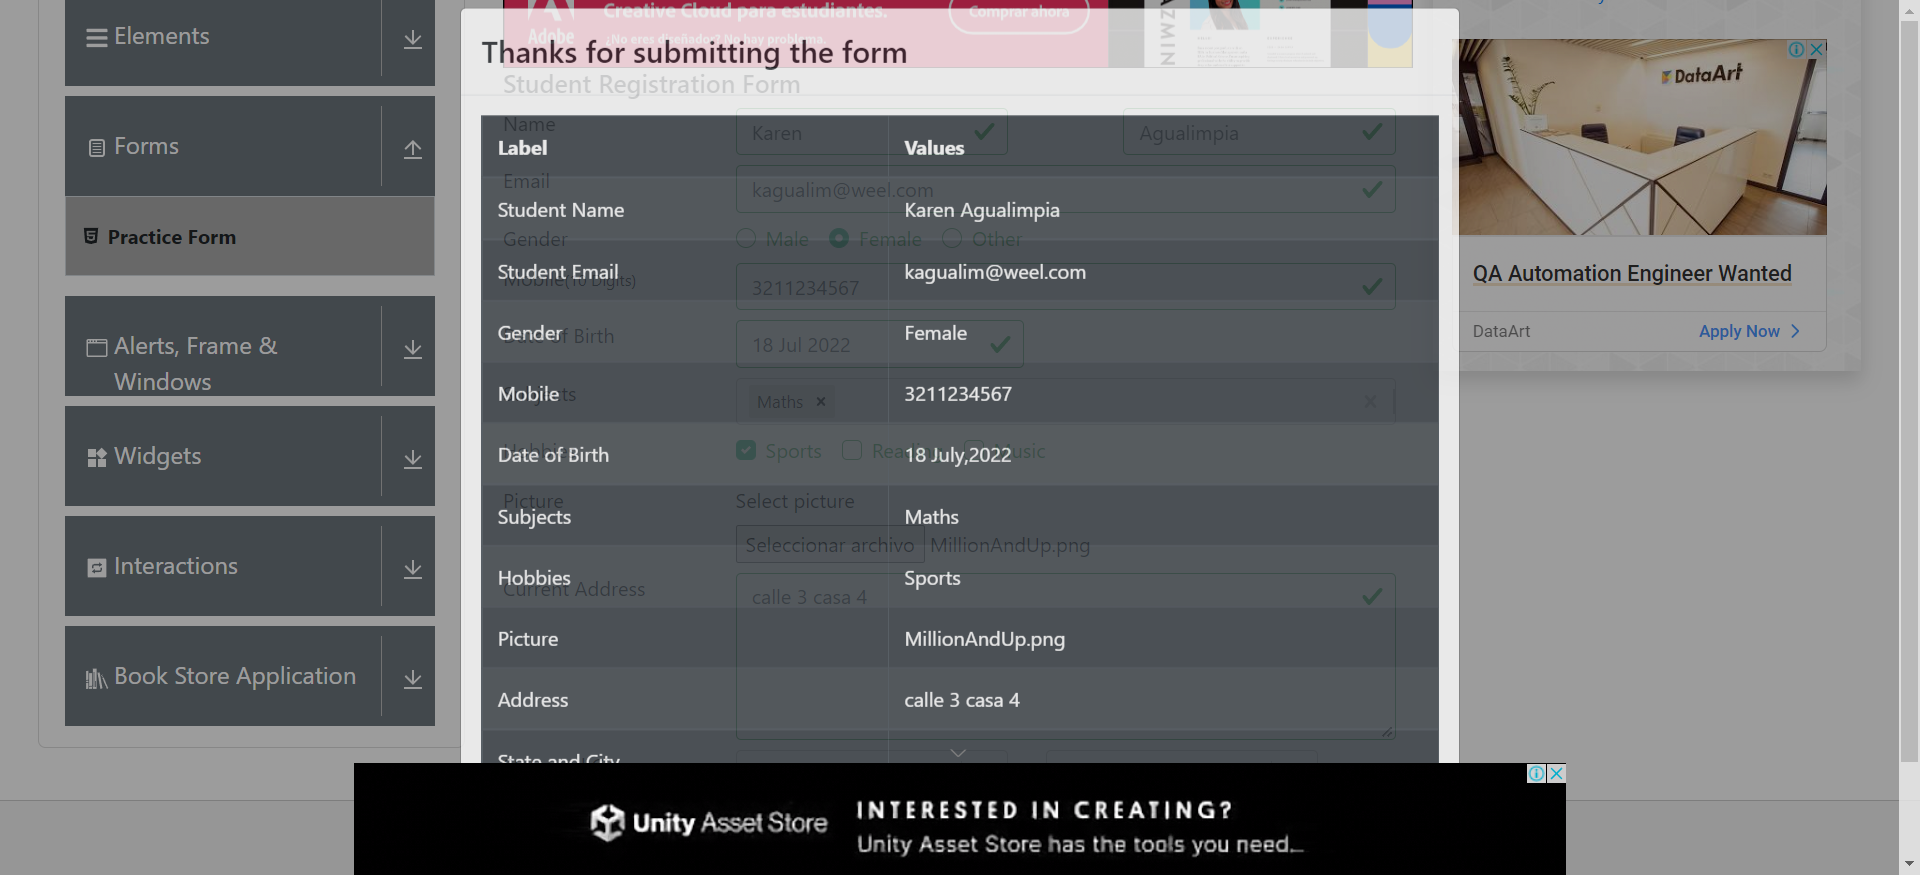 Elements
Forms
Practice Form
Alerts, Frame &
Windows
Widgets
Interactions
Book Store Application
Adobe
Creative Cloud para estudiantes.
¿No eres diseñador? No hay problema.
Comprar ahora
Thanks for submitting the form
Student Registration Form
Name
Karen
Agualimpia
Label
Values
Email
kagualim@weel.com
Student Name
Karen Agualimpia
Gender
Male
Female
Other
Student Email
kagualim@weel.com
Mobile(10 Digits)
3211234567
Gender
Female
Date of Birth
18 Jul 2022
Mobile
3211234567
Subjects
Maths ×
Date of Birth
18 July,2022
Sports
Music
Picture
Select picture
Subjects
Maths
Seleccionar archivo
MillionAndUp.png
Hobbies
Sports
Current Address
calle 3 casa 4
Picture
MillionAndUp.png
Address
calle 3 casa 4
State and City
DataArt
QA Automation Engineer Wanted
DataArt
Apply Now
Unity Asset Store
INTERESTED IN CREATING?
Unity Asset Store has the tools you need...